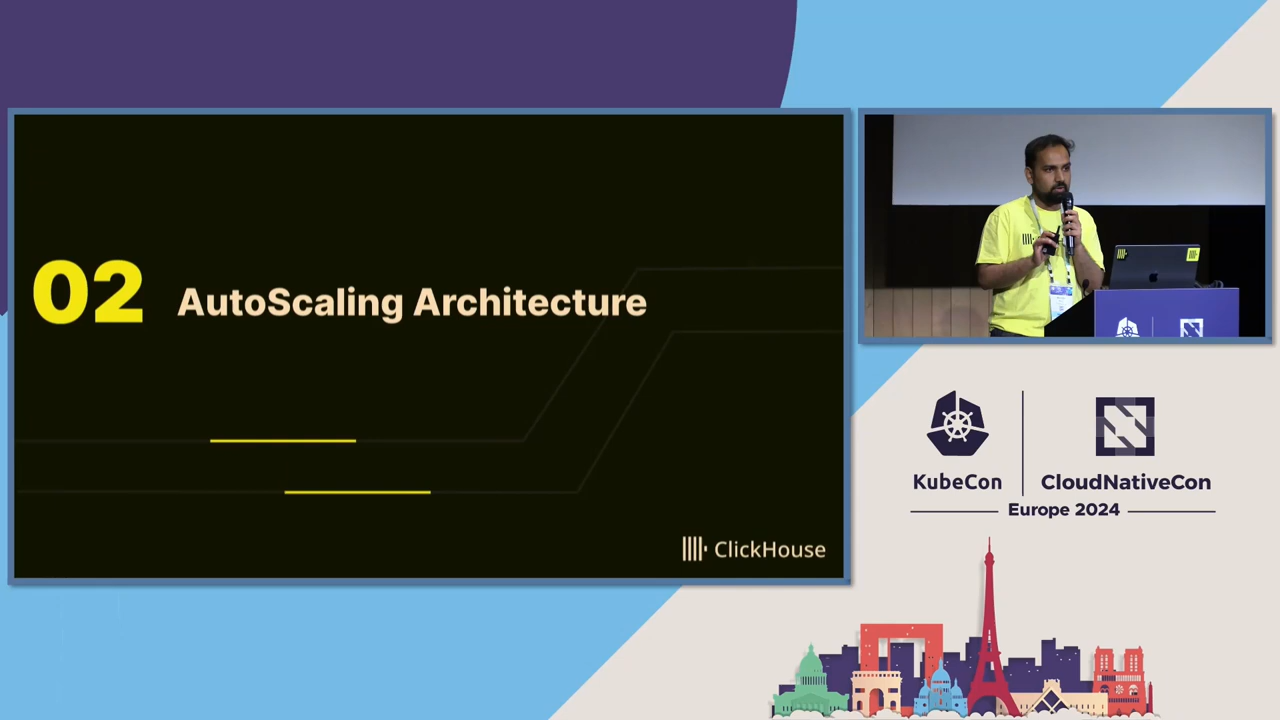 02 AutoScaling Architecture
ClickHouse
KubeCon
CloudNativeCon
Europe 2024